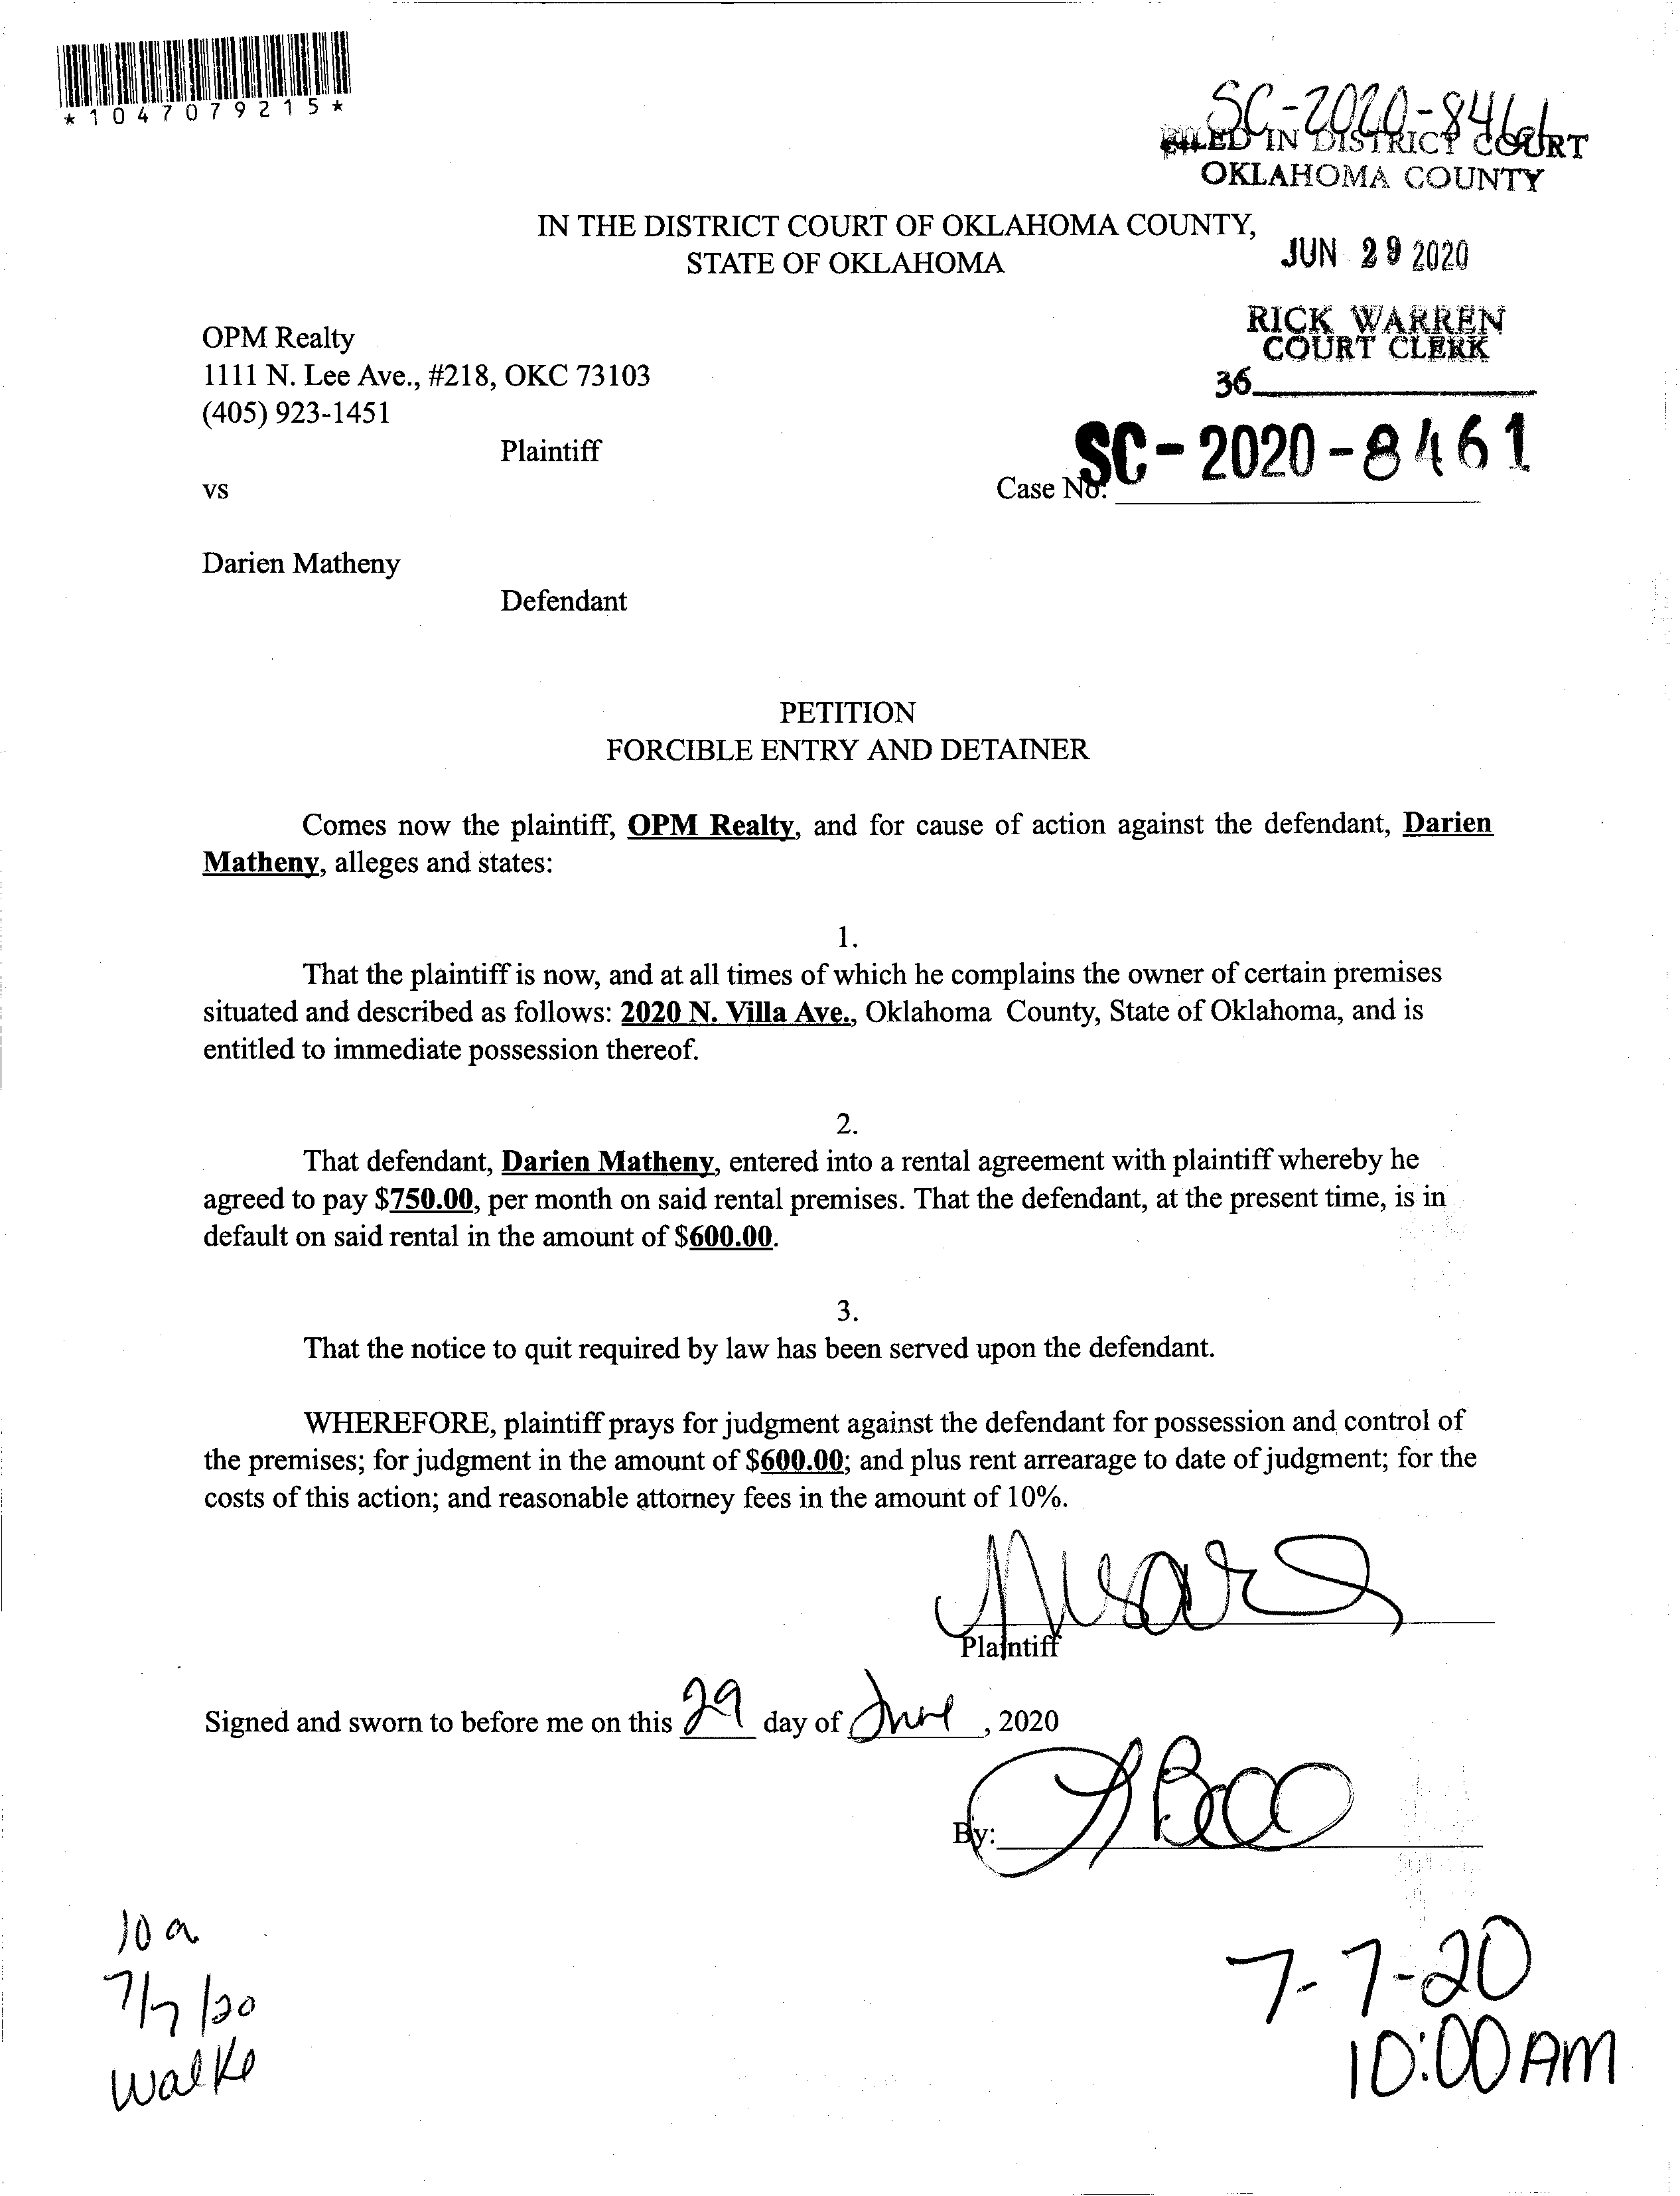 *1047079215*
SC-2020-8461
FILED IN DISTRICT COURT
OKLAHOMA COUNTY
IN THE DISTRICT COURT OF OKLAHOMA COUNTY,
STATE OF OKLAHOMA
JUN 29 2020
RICK WARREN
COURT CLERK
36
OPM Realty
1111 N. Lee Ave., #218, OKC 73103
(405) 923-1451
Plaintiff
vs
Case No: SC-2020-8461
Darien Matheny
Defendant
PETITION
FORCIBLE ENTRY AND DETAINER
Comes now the plaintiff, OPM Realty, and for cause of action against the defendant, Darien
Matheny, alleges and states:
1.
That the plaintiff is now, and at all times of which he complains the owner of certain premises
situated and described as follows: 2020 N. Villa Ave., Oklahoma County, State of Oklahoma, and is
entitled to immediate possession thereof.
2.
That defendant, Darien Matheny, entered into a rental agreement with plaintiff whereby he
agreed to pay $750.00, per month on said rental premises. That the defendant, at the present time, is in
default on said rental in the amount of $600.00.
3.
That the notice to quit required by law has been served upon the defendant.
WHEREFORE, plaintiff prays for judgment against the defendant for possession and control of
the premises; for judgment in the amount of $600.00; and plus rent arrearage to date of judgment; for the
costs of this action; and reasonable attorney fees in the amount of 10%.
Plaintiff
Signed and sworn to before me on this 29 day of June, 2020
By:
10 a
7/7/20
Walke
7-7-20
10:00 AM